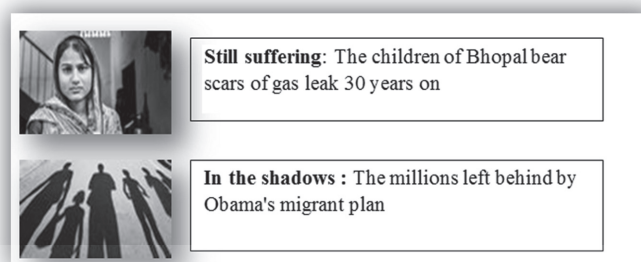 Still suffering: The children of Bhopal bear
scars of gas leak 30 years on
In the shadows : The millions left behind by
Obama's migrant plan